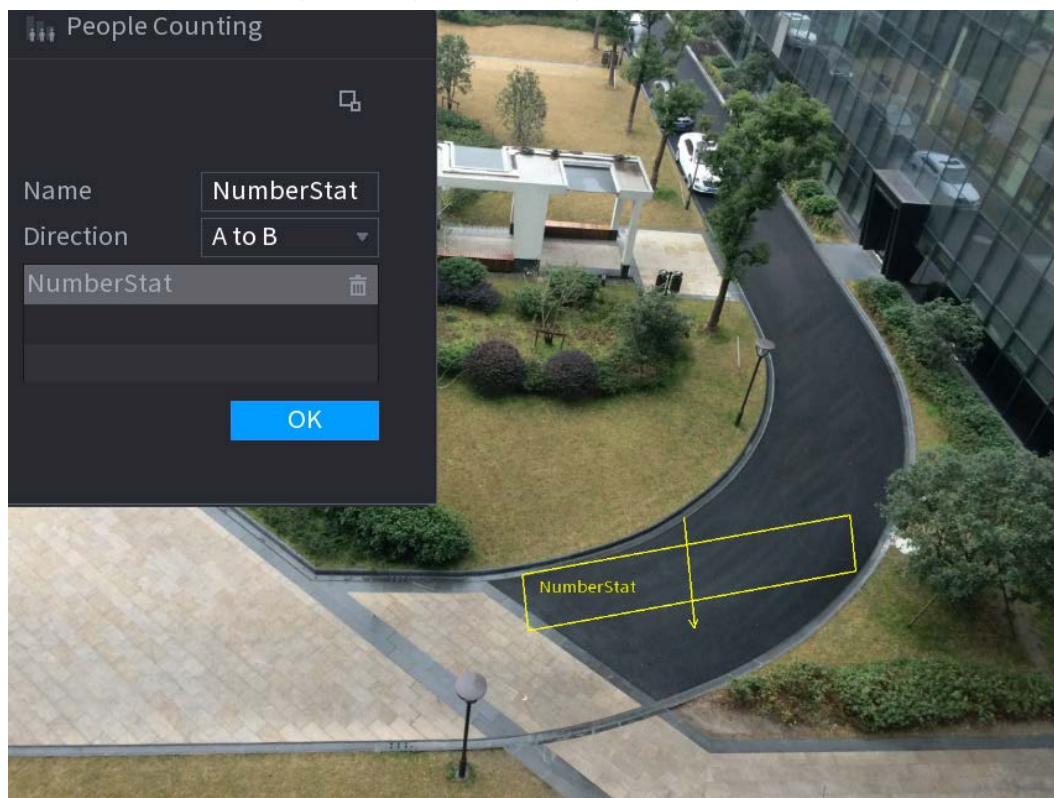 People Counting
Name NumberStat
Direction A to B
NumberStat
OK
NumberStat